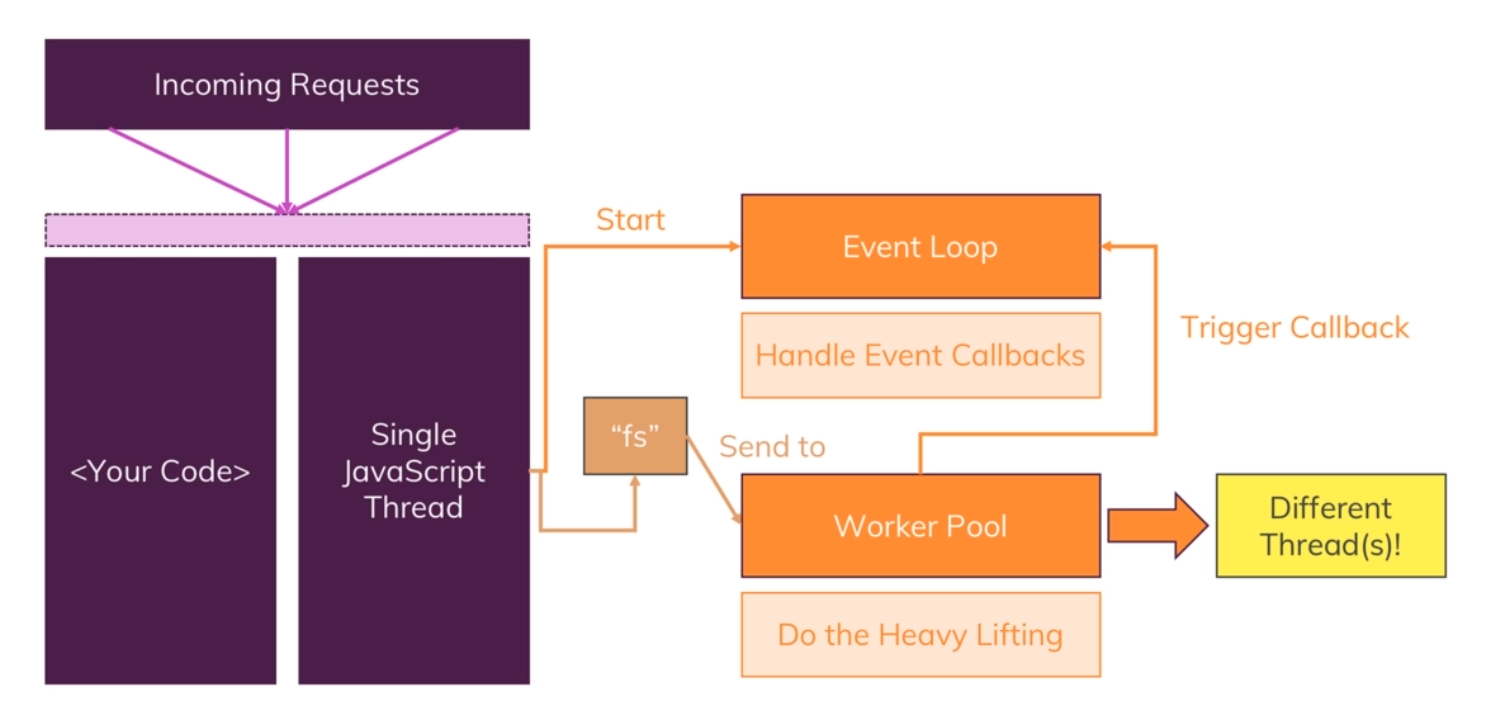 Incoming Requests
Start
Event Loop
Trigger Callback
Handle Event Callbacks
<Your Code>
Single
JavaScript
Thread
“fs”
Send to
Worker Pool
Different
Thread(s)!
Do the Heavy Lifting